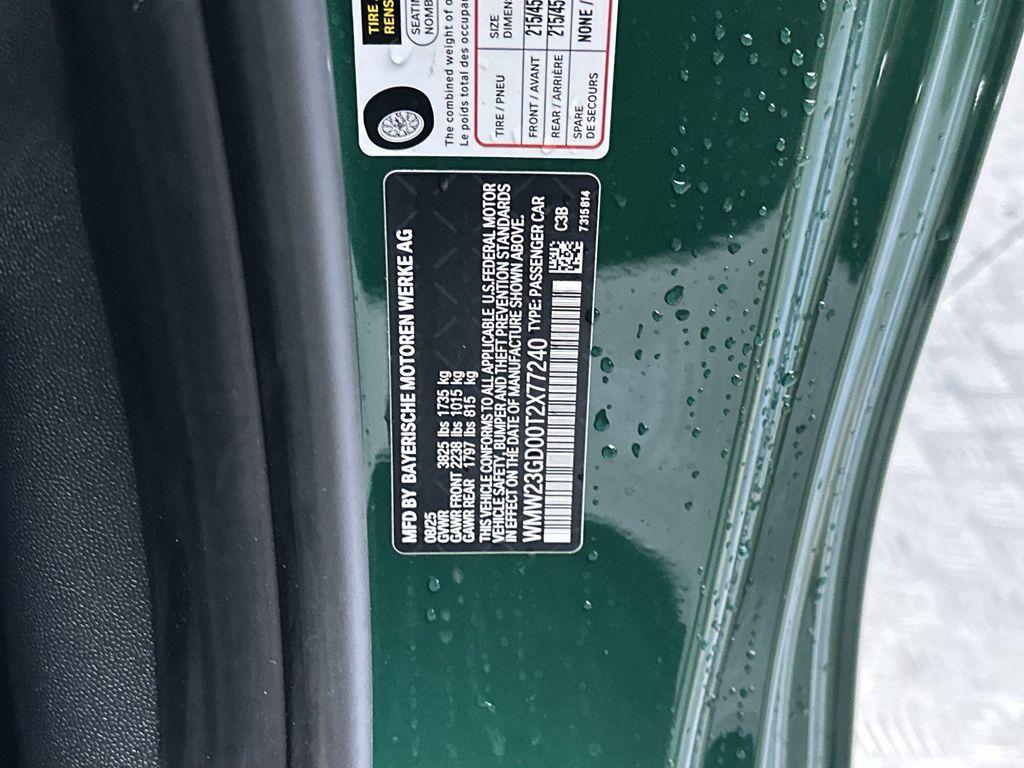 MFD BY BAYERISCHE MOTOREN WERKE AG
08/25
GVWR 3825 lbs 1735 kg
GAWR FRONT 2238 lbs 1015 kg
GAWR REAR 1797 lbs 815 kg
THIS VEHICLE CONFORMS TO ALL APPLICABLE U.S.FEDERAL MOTOR
VEHICLE SAFETY, BUMPER AND THEFT PREVENTION STANDARDS
IN EFFECT ON THE DATE OF MANUFACTURE SHOWN ABOVE.
WMW23GD00T2X77240 TYPE: PASSENGER CAR
C3B
7315814
TIRE
RENS
SEATIN
NOMB
The combined weight of o
Le poids total des occupa
TIRE / PNEU SIZE
DIMEN
FRONT / AVANT 215/45
REAR / ARRIÈRE 215/45
SPARE NONE /
DE SECOURS